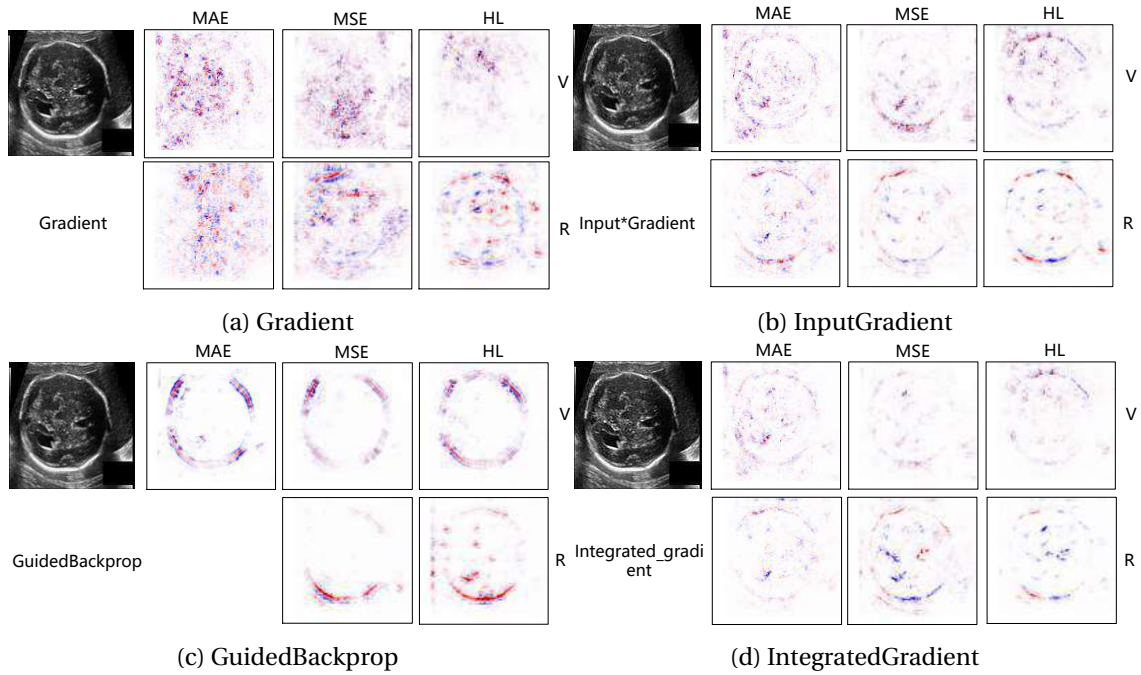 MAE MSE HL
V
Gradient
R
(a) Gradient
MAE MSE HL
V
Input*Gradient
R
(b) InputGradient
MAE MSE HL
V
GuidedBackprop
R
(c) GuidedBackprop
MAE MSE HL
V
Integrated_gradi
ent
R
(d) IntegratedGradient